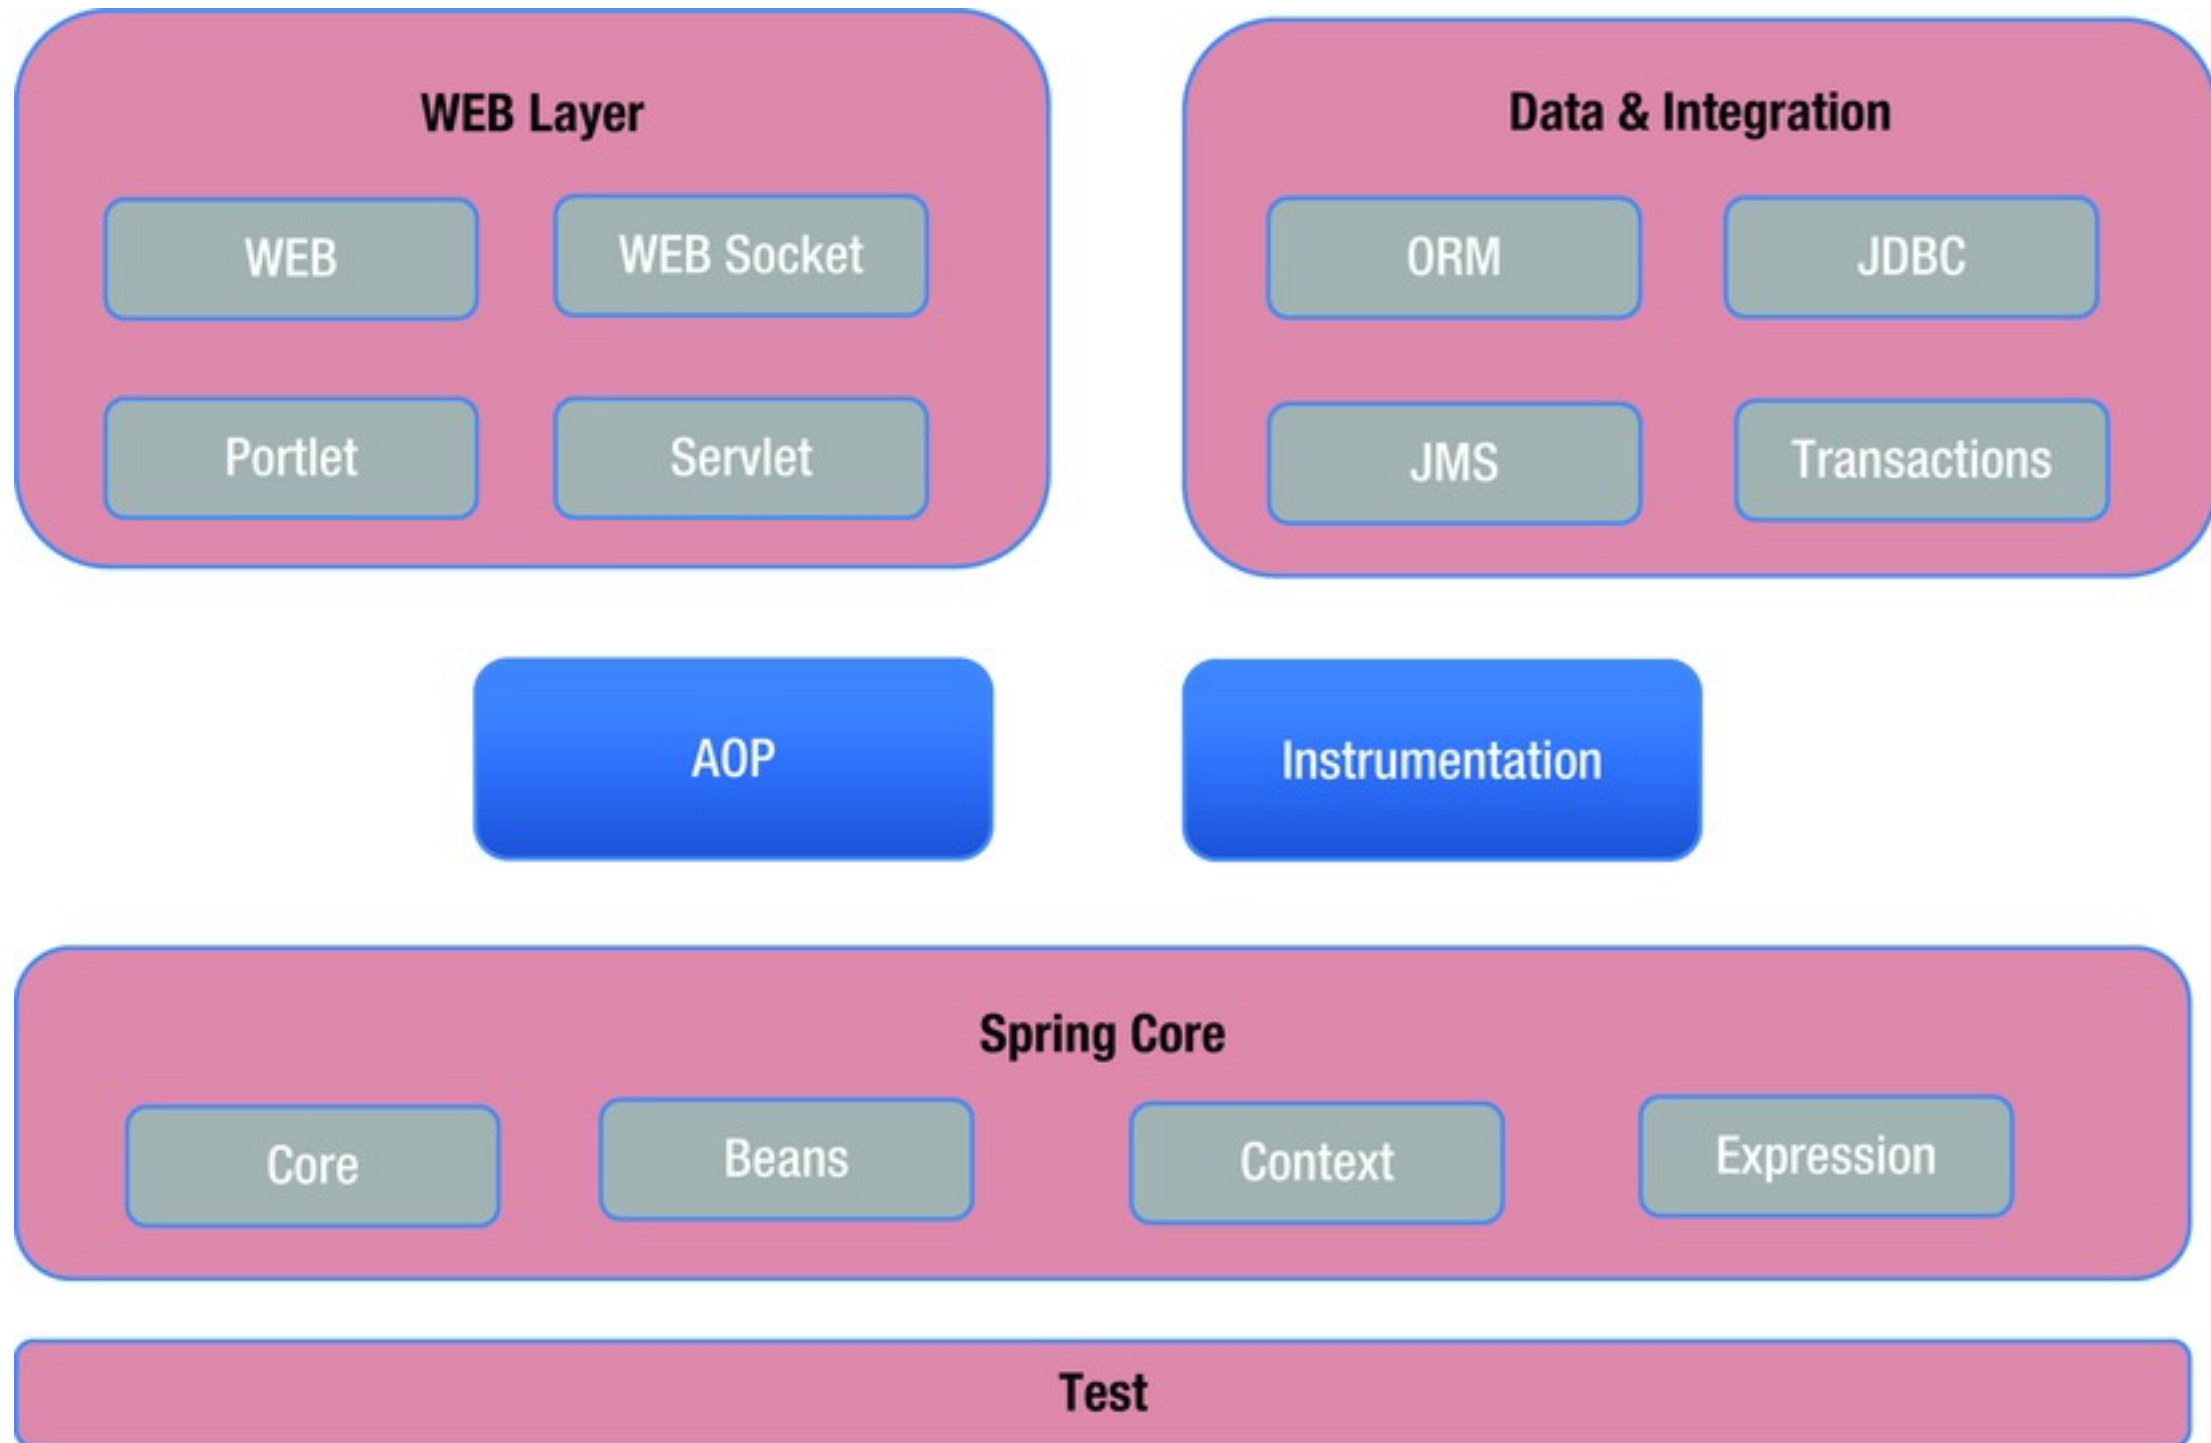 WEB Layer
WEB
WEB Socket
Portlet
Servlet
Data & Integration
ORM
JDBC
JMS
Transactions
AOP
Instrumentation
Spring Core
Core
Beans
Context
Expression
Test